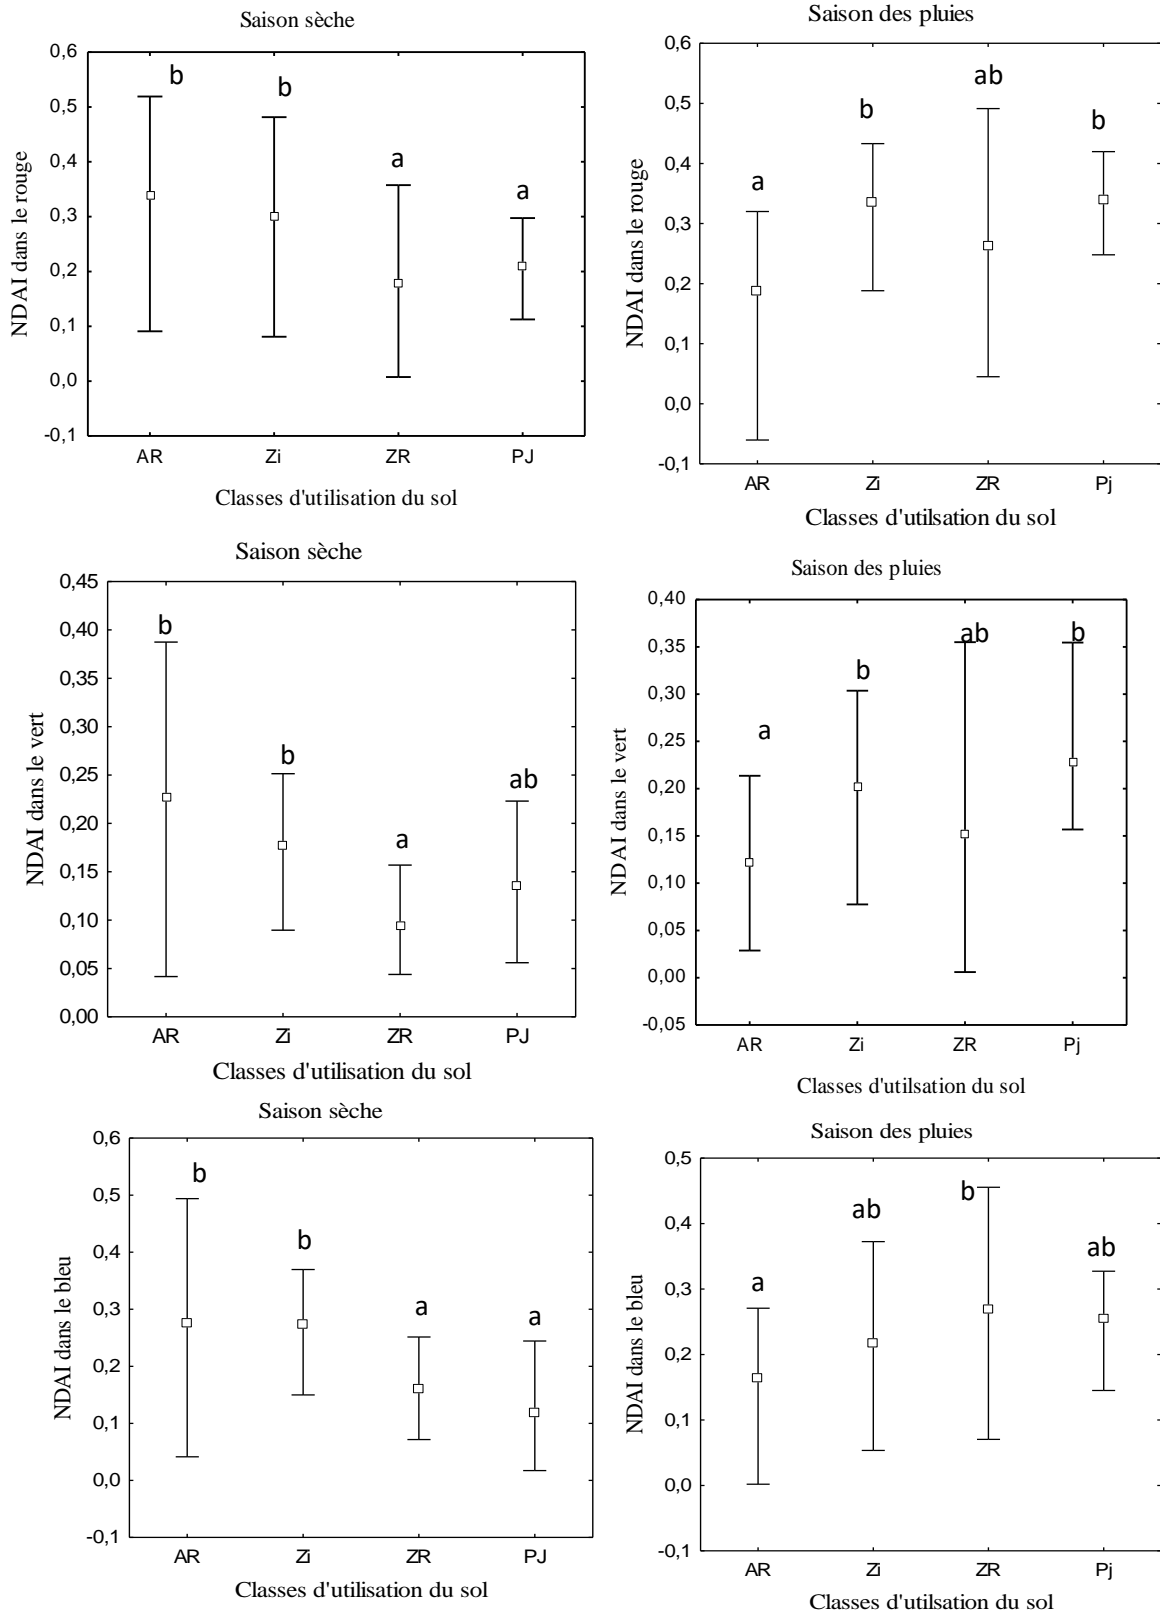 Saison sèche
NDAI dans le rouge
0,6
0,5
0,4
0,3
0,2
0,1
0,0
-0,1
b
b
a
a
AR Zi ZR PJ
Classes d'utilisation du sol
Saison des pluies
NDAI dans le rouge
0,6
0,5
0,4
0,3
0,2
0,1
0,0
-0,1
a
b
ab
b
AR Zi ZR Pj
Classes d'utilsation du sol
Saison sèche
NDAI dans le vert
0,45
0,40
0,35
0,30
0,25
0,20
0,15
0,10
0,05
0,00
b
b
a
ab
AR Zi ZR PJ
Classes d'utilisation du sol
Saison des pluies
NDAI dans le vert
0,40
0,35
0,30
0,25
0,20
0,15
0,10
0,05
0,00
-0,05
a
b
ab
b
AR Zi ZR Pj
Classes d'utilsation du sol
Saison sèche
NDAI dans le bleu
0,6
0,5
0,4
0,3
0,2
0,1
0,0
-0,1
b
b
a
a
AR Zi ZR PJ
Classes d'utilisation du sol
Saison des pluies
NDAI dans le bleu
0,5
0,4
0,3
0,2
0,1
0,0
-0,1
a
ab
b
ab
AR Zi ZR Pj
Classes d'utilsation du sol